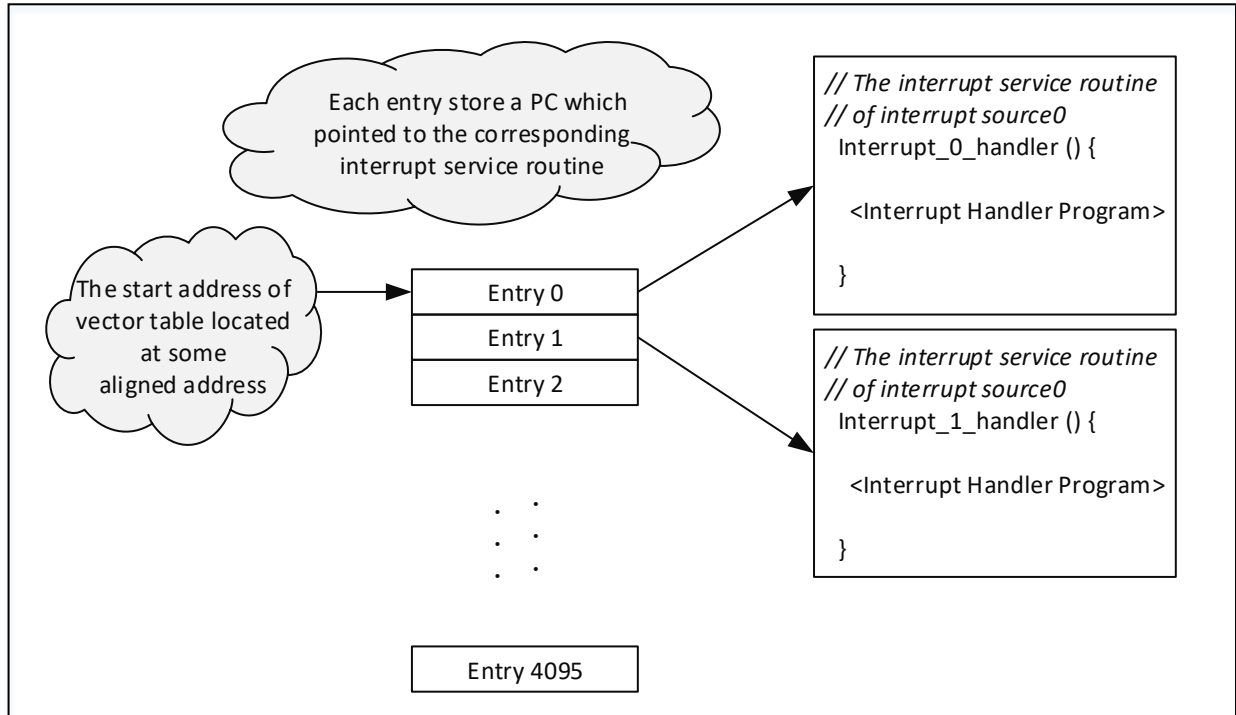 Each entry store a PC which
pointed to the corresponding
interrupt service routine
The start address of
vector table located
at some
aligned address
Entry 0
Entry 1
Entry 2
. .
. .
. .
Entry 4095
// The interrupt service routine
// of interrupt source0
Interrupt_0_handler () {
<Interrupt Handler Program>
}
// The interrupt service routine
// of interrupt source0
Interrupt_1_handler () {
<Interrupt Handler Program>
}